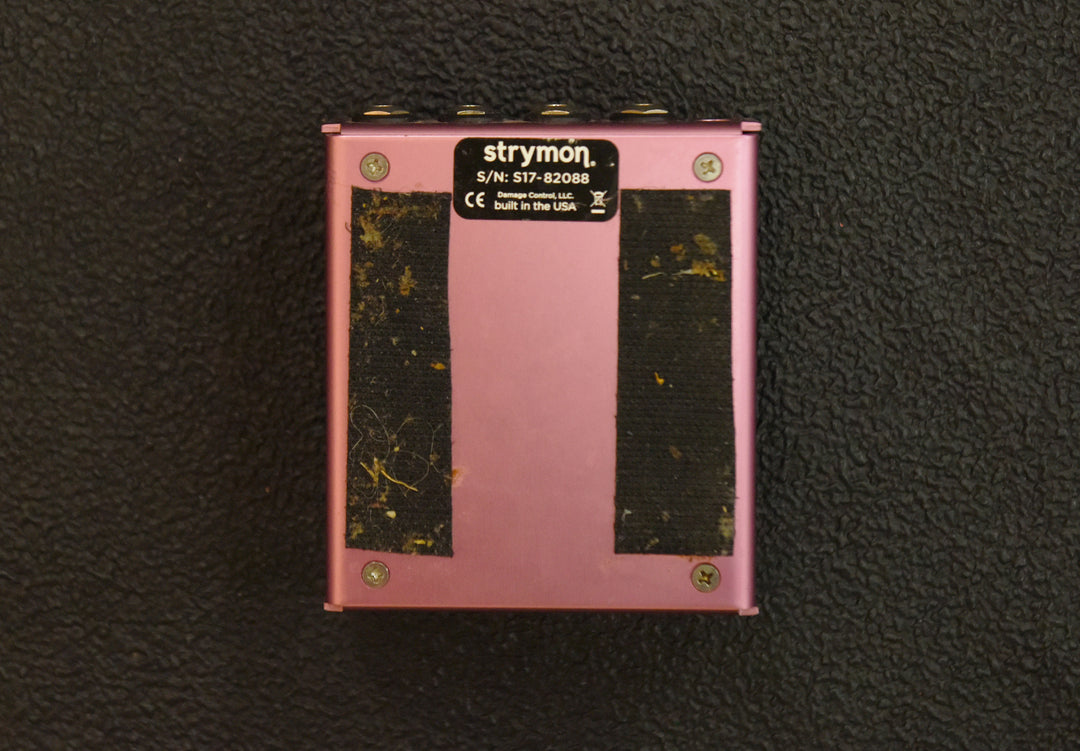 strymon®
S/N: S17-82088
CE
Damage Control, LLC.
built in the USA